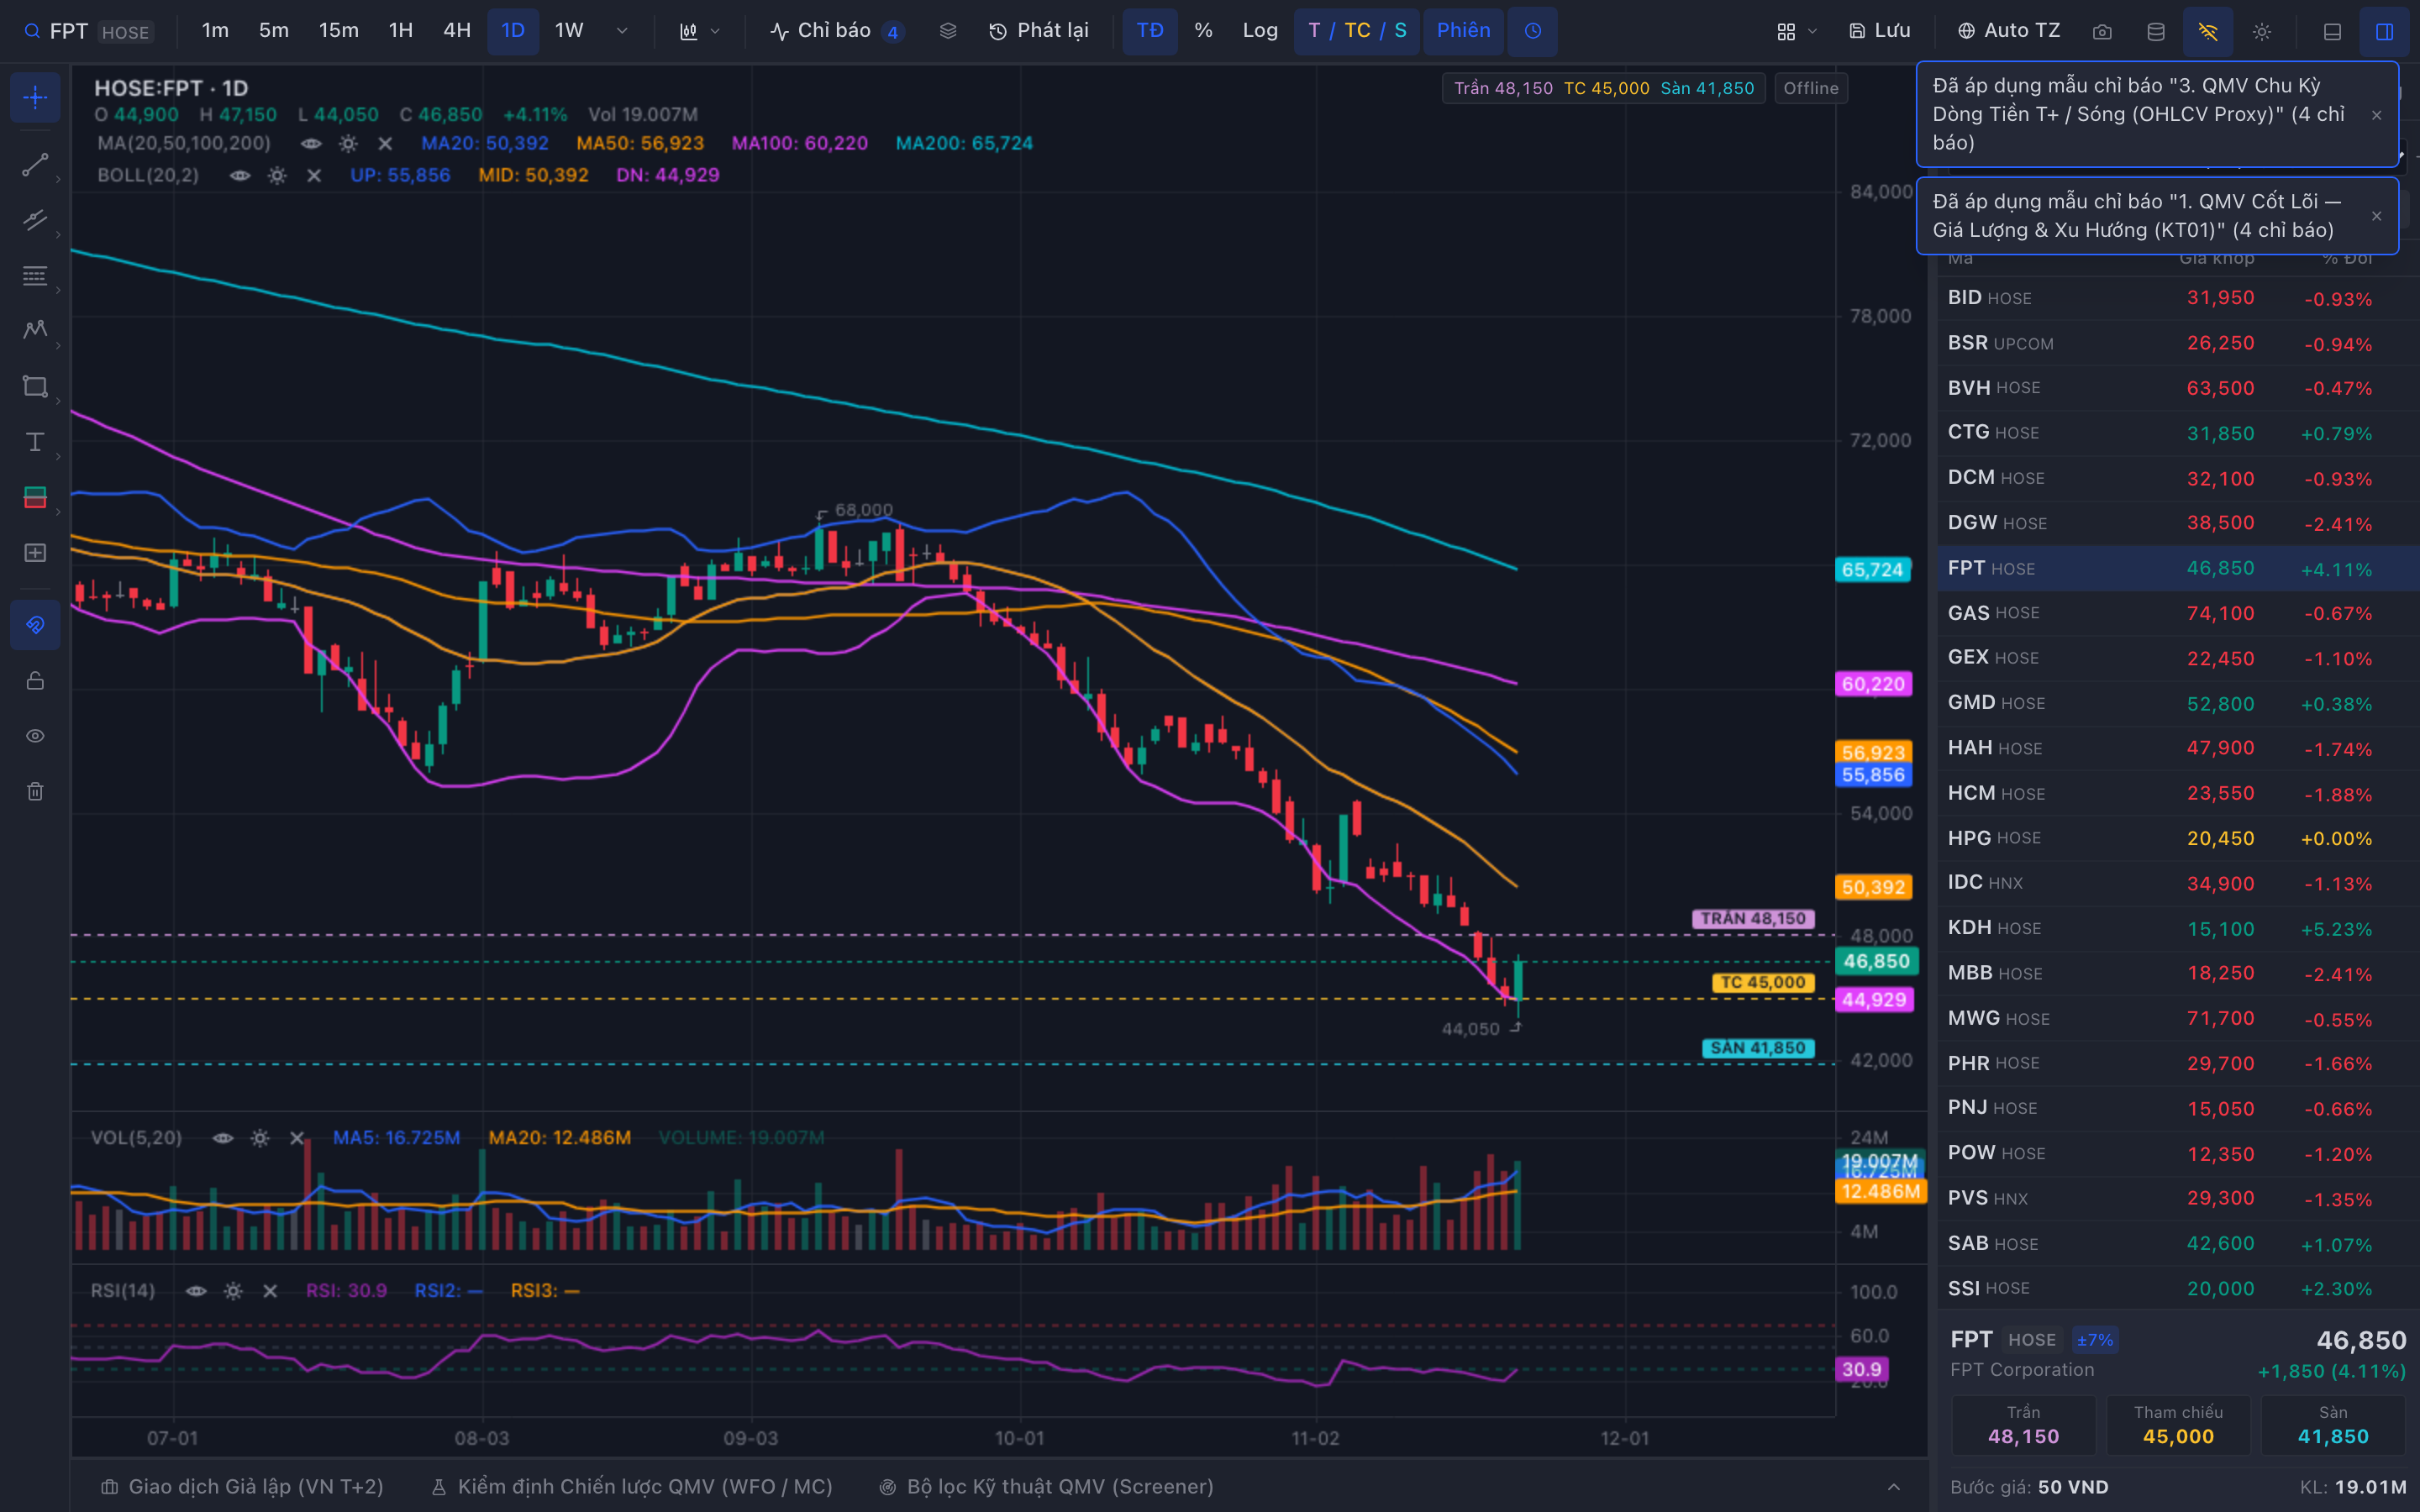 FPT HOSE 1m 5m 15m 1H 4H 1D 1W Chỉ báo 4 Phát lại TĐ % Log T / TC / S Phiên Lưu Auto TZ
HOSE:FPT · 1D
Trần 48,150 TC 45,000 Sàn 41,850 Offline
O 44,900 H 47,150 L 44,050 C 46,850 +4.11% Vol 19.007M
MA(20,50,100,200) MA20: 50,392 MA50: 56,923 MA100: 60,220 MA200: 65,724
BOLL(20,2) UP: 55,856 MID: 50,392 DN: 44,929
Đã áp dụng mẫu chỉ báo "3. QMV Chu Kỳ
Dòng Tiền T+ / Sóng (OHLCV Proxy)" (4 chỉ
báo)
Đã áp dụng mẫu chỉ báo "1. QMV Cốt Lõi —
Giá Lượng & Xu Hướng (KT01)" (4 chỉ báo)
84,000
78,000
72,000
68,000
65,724
60,220
56,923
55,856
54,000
50,392
TRẦN 48,150
48,000
46,850
TC 45,000
44,929
44,050
SÀN 41,850
42,000
VOL(5,20) MA5: 16.725M MA20: 12.486M VOLUME: 19.007M
24M
19.007M
16.725M
12.486M
4M
RSI(14) RSI: 30.9 RSI2: — RSI3: —
100.0
60.0
30.9
20.0
07-01 08-03 09-03 10-01 11-02 12-01
Giao dịch Giả lập (VN T+2) Kiểm định Chiến lược QMV (WFO / MC) Bộ lọc Kỹ thuật QMV (Screener)
Mã Giá khớp % Đổi
BID HOSE 31,950 -0.93%
BSR UPCOM 26,250 -0.94%
BVH HOSE 63,500 -0.47%
CTG HOSE 31,850 +0.79%
DCM HOSE 32,100 -0.93%
DGW HOSE 38,500 -2.41%
FPT HOSE 46,850 +4.11%
GAS HOSE 74,100 -0.67%
GEX HOSE 22,450 -1.10%
GMD HOSE 52,800 +0.38%
HAH HOSE 47,900 -1.74%
HCM HOSE 23,550 -1.88%
HPG HOSE 20,450 +0.00%
IDC HNX 34,900 -1.13%
KDH HOSE 15,100 +5.23%
MBB HOSE 18,250 -2.41%
MWG HOSE 71,700 -0.55%
PHR HOSE 29,700 -1.66%
PNJ HOSE 15,050 -0.66%
POW HOSE 12,350 -1.20%
PVS HNX 29,300 -1.35%
SAB HOSE 42,600 +1.07%
SSI HOSE 20,000 +2.30%
FPT HOSE ±7% 46,850
FPT Corporation +1,850 (4.11%)
Trần Tham chiếu Sàn
48,150 45,000 41,850
Bước giá: 50 VND KL: 19.01M